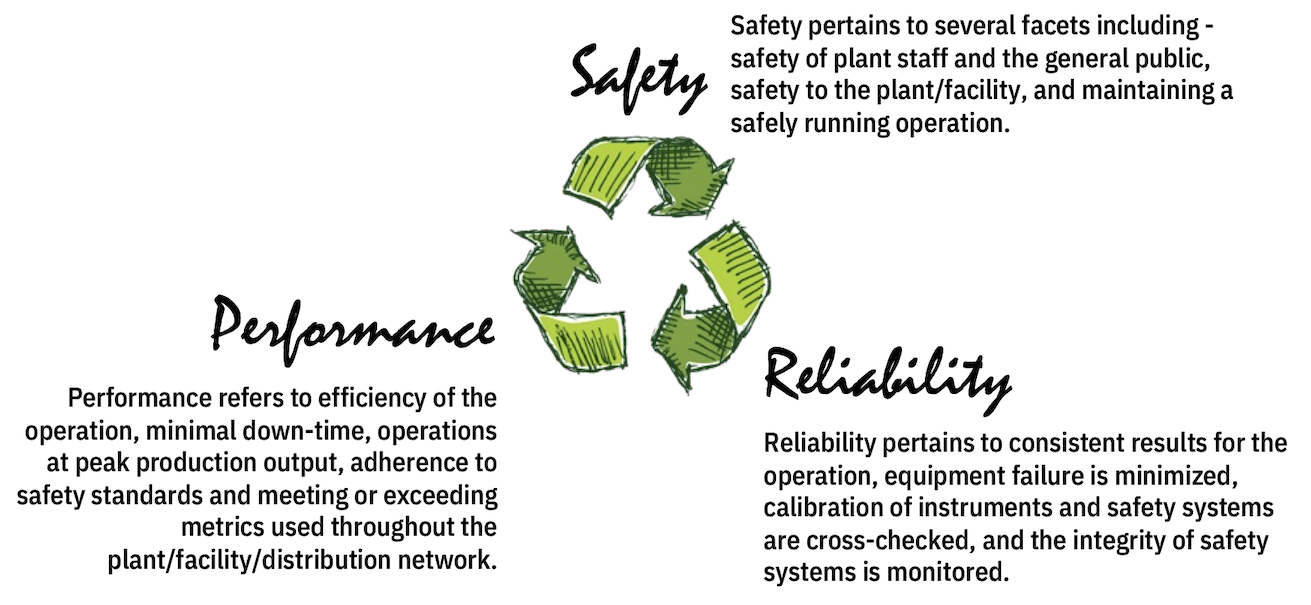 Safety
Safety pertains to several facets including -
safety of plant staff and the general public,
safety to the plant/facility, and maintaining a
safely running operation.
Performance
Performance refers to efficiency of the
operation, minimal down-time, operations
at peak production output, adherence to
safety standards and meeting or exceeding
metrics used throughout the
plant/facility/distribution network.
Reliability
Reliability pertains to consistent results for the
operation, equipment failure is minimized,
calibration of instruments and safety systems
are cross-checked, and the integrity of safety
systems is monitored.